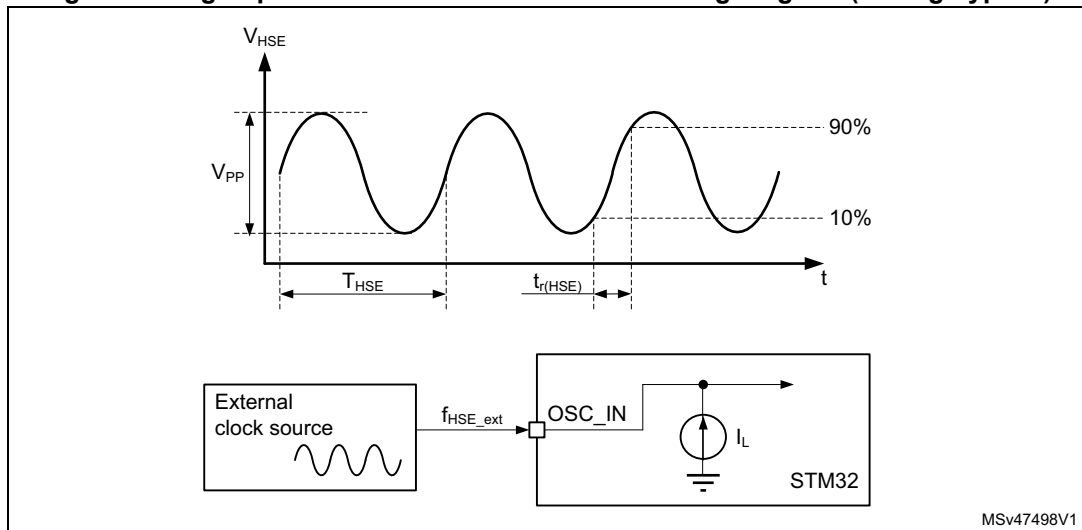 V_HSE
90%
V_PP
10%
t
T_HSE
t_r(HSE)
External
clock source
f_HSE_ext
OSC_IN
I_L
STM32
MSv47498V1